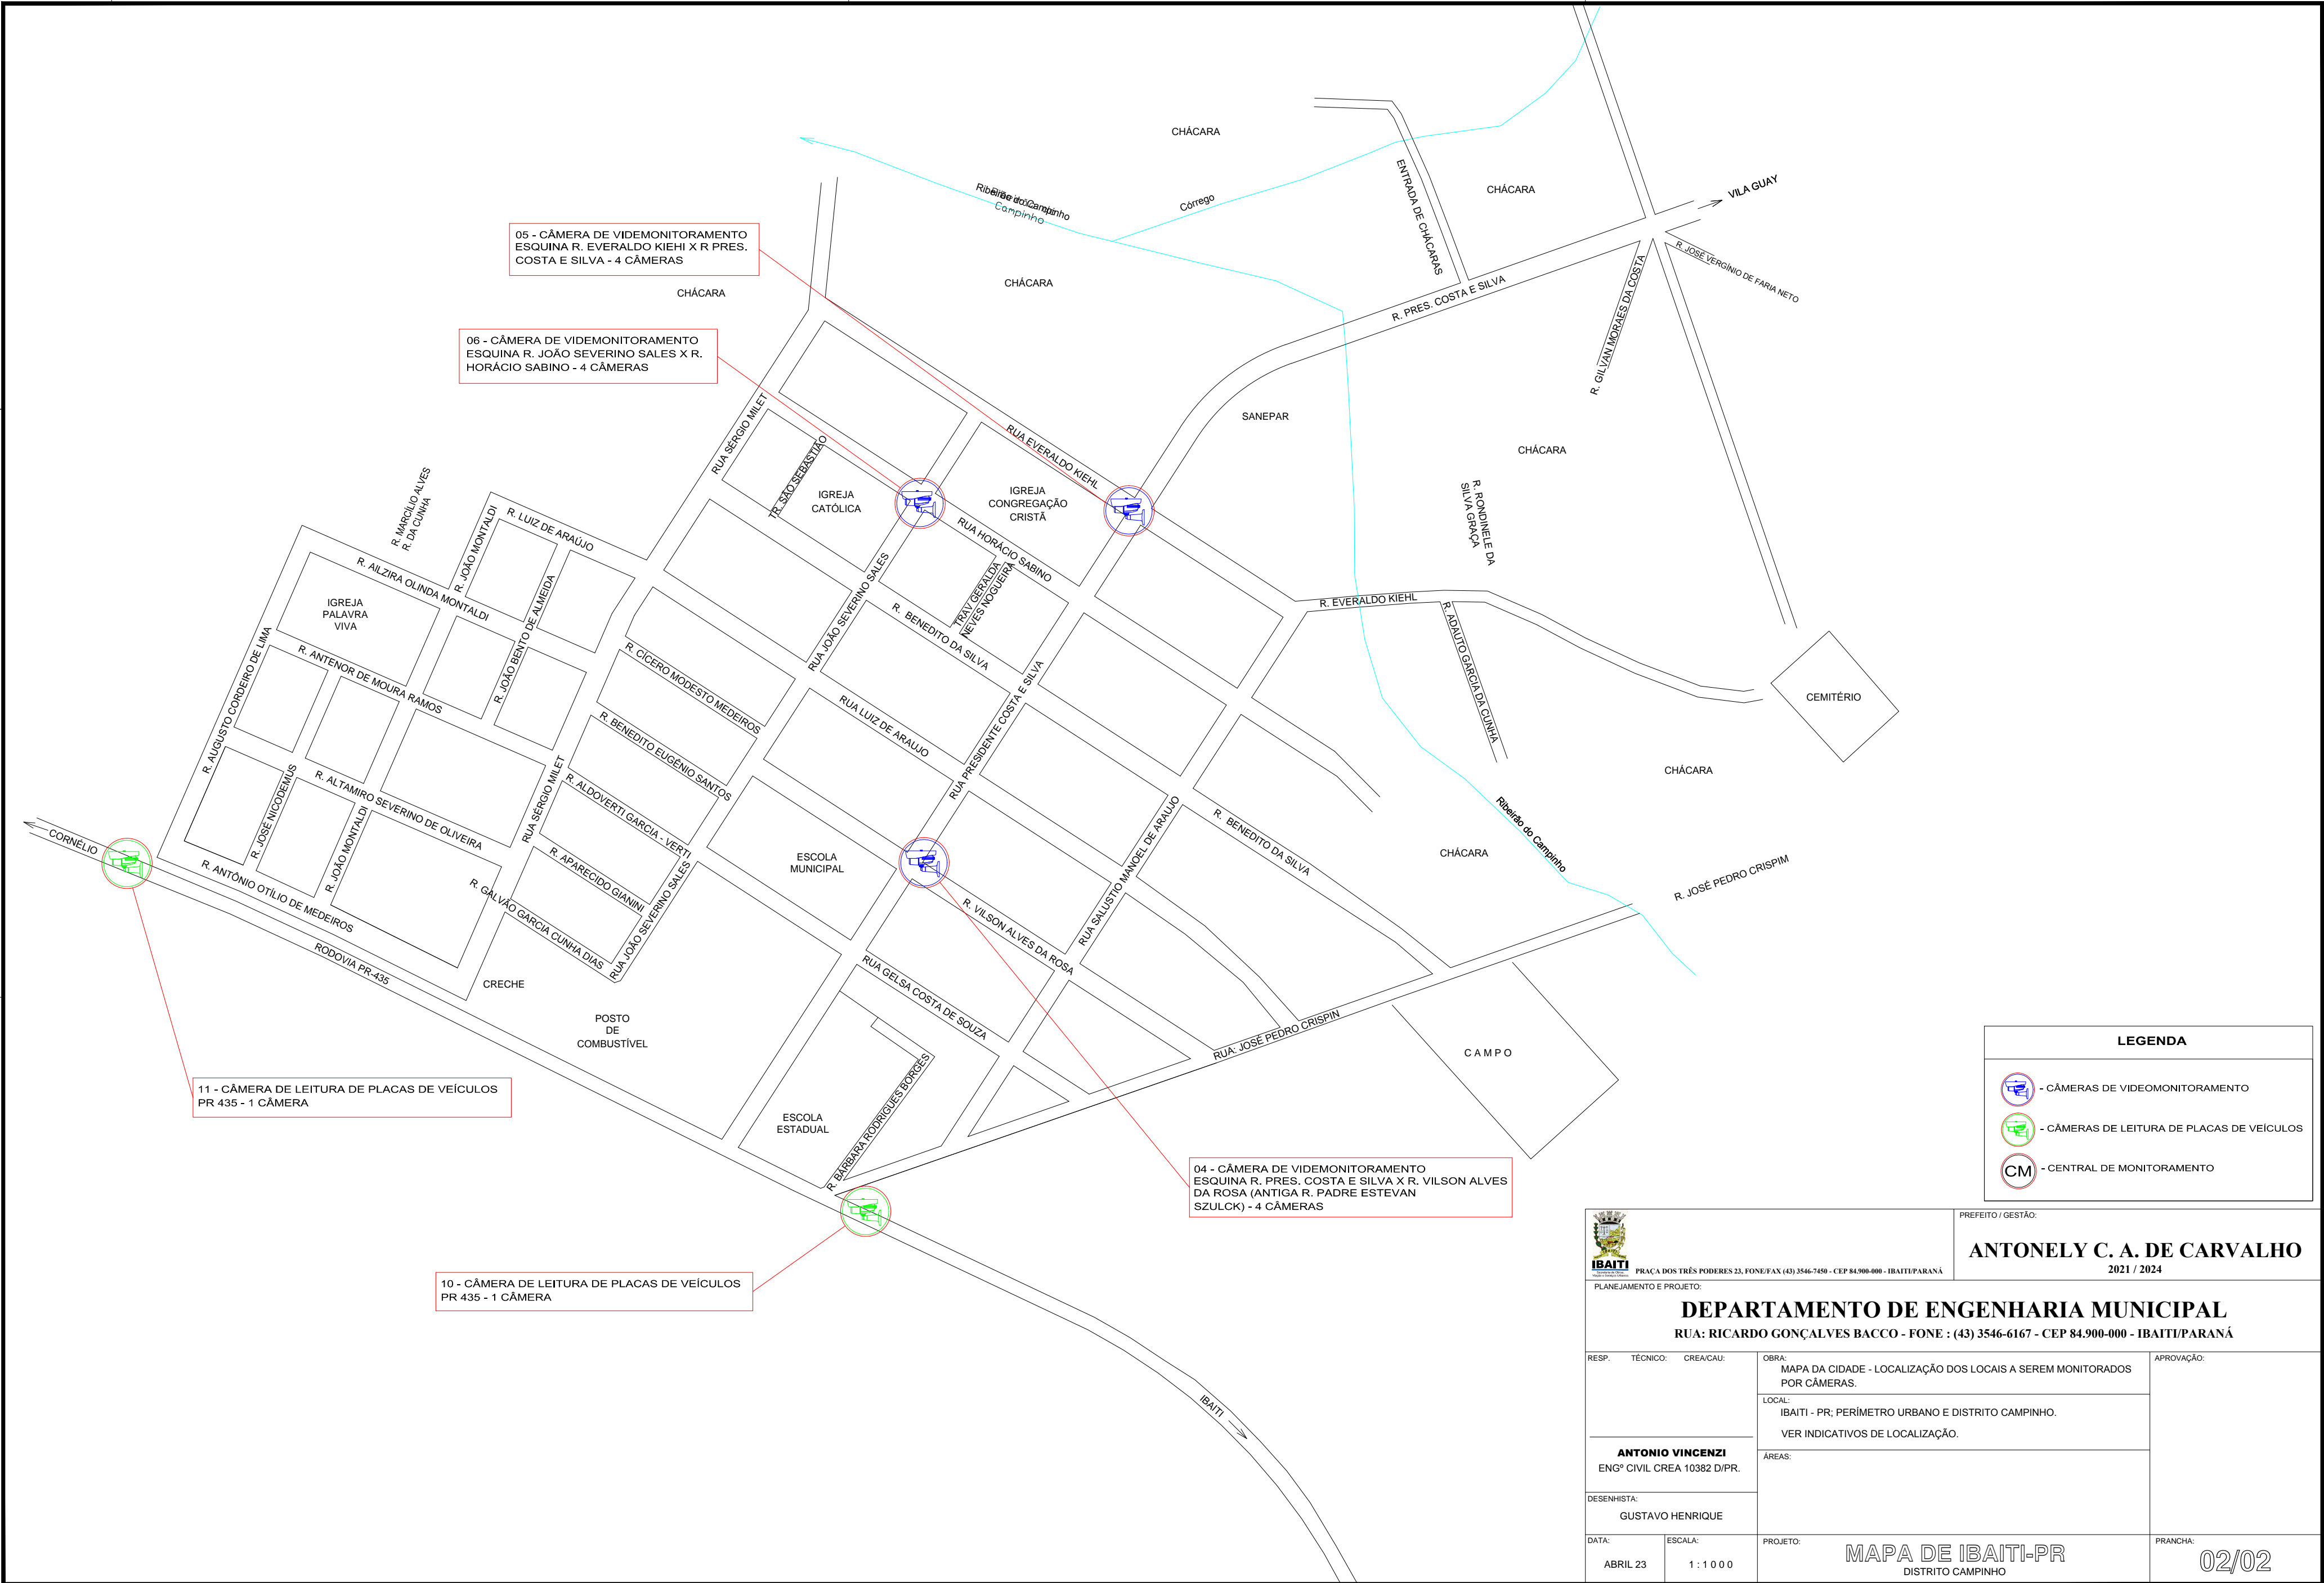 CHÁCARA
CHÁCARA
VILA GUAY
Ribeirão do Campinho
Campinho
Córrego
ENTRADA DE CHÁCARAS
R. JOSÉ VERGÍNIO DE FARIA NETO
05 - CÂMERA DE VIDEMONITORAMENTO
ESQUINA R. EVERALDO KIEHI X R PRES.
COSTA E SILVA - 4 CÂMERAS
CHÁCARA
CHÁCARA
R. PRES. COSTA E SILVA
R. GILVAN MORAES DA COSTA
06 - CÂMERA DE VIDEMONITORAMENTO
ESQUINA R. JOÃO SEVERINO SALES X R.
HORÁCIO SABINO - 4 CÂMERAS
SANEPAR
CHÁCARA
RUA SÉRGIO MILET
TR. SÃO SEBASTIÃO
RUA EVERALDO KIEHL
IGREJA
CATÓLICA
IGREJA
CONGREGAÇÃO
CRISTÃ
R. RONDINELE DA
SILVA GRAÇA
R. MARCÍLIO ALVES
R. DA CUNHA
R. JOÃO MONTALDI
R. LUIZ DE ARAÚJO
RUA HORÁCIO SABINO
R. AILZIRA OLINDA MONTALDI
R. JOÃO BENTO DE ALMEIDA
IGREJA
PALAVRA
VIVA
RUA JOÃO SEVERINO SALES
TRAV GERALDA
NEVES NOGUEIRA
R. BENEDITO DA SILVA
R. EVERALDO KIEHL
R. ADAUTO GARCIA DA CUNHA
R. AUGUSTO CORDEIRO DE LIMA
R. ANTENOR DE MOURA RAMOS
R. CÍCERO MODESTO MEDEIROS
RUA LUIZ DE ARAUJO
RUA PRESIDENTE COSTA E SILVA
CEMITÉRIO
R. BENEDITO EUGÊNIO SANTOS
CHÁCARA
R. JOSÉ NICODEMUS
R. ALTAMIRO SEVERINO DE OLIVEIRA
RUA SÉRGIO MILET
R. ALDOVERTI GARCIA - VERTI
R. JOÃO MONTALDI
CORNÉLIO
R. APARECIDO GIANINI
ESCOLA
MUNICIPAL
RUA SALUSTIO MANOEL DE ARAUJO
R. BENEDITO DA SILVA
CHÁCARA
Ribeirão do Campinho
R. JOSÉ PEDRO CRISPIM
R. ANTÔNIO OTÍLIO DE MEDEIROS
R. GALVÃO GARCIA CUNHA DIAS
RUA JOÃO SEVERINO SALES
R. VILSON ALVES DA ROSA
RODOVIA PR-435
CRECHE
RUA GELSA COSTA DE SOUZA
POSTO
DE
COMBUSTÍVEL
RUA: JOSÉ PEDRO CRISPIN
C A M P O
R. BÁRBARA RODRIGUES BORGES
11 - CÂMERA DE LEITURA DE PLACAS DE VEÍCULOS
PR 435 - 1 CÂMERA
ESCOLA
ESTADUAL
04 - CÂMERA DE VIDEMONITORAMENTO
ESQUINA R. PRES. COSTA E SILVA X R. VILSON ALVES
DA ROSA (ANTIGA R. PADRE ESTEVAN
SZULCK) - 4 CÂMERAS
10 - CÂMERA DE LEITURA DE PLACAS DE VEÍCULOS
PR 435 - 1 CÂMERA
IBAITI
LEGENDA
- CÂMERAS DE VIDEOMONITORAMENTO
- CÂMERAS DE LEITURA DE PLACAS DE VEÍCULOS
CM - CENTRAL DE MONITORAMENTO
IBAITI
PRAÇA DOS TRÊS PODERES 23, FONE/FAX (43) 3546-7450 - CEP 84.900-000 - IBAITI/PARANÁ
PREFEITO / GESTÃO:
ANTONELY C. A. DE CARVALHO
2021 / 2024
PLANEJAMENTO E PROJETO:
DEPARTAMENTO DE ENGENHARIA MUNICIPAL
RUA: RICARDO GONÇALVES BACCO - FONE : (43) 3546-6167 - CEP 84.900-000 - IBAITI/PARANÁ
RESP. TÉCNICO: CREA/CAU:
ANTONIO VINCENZI
ENGº CIVIL CREA 10382 D/PR.
OBRA:
MAPA DA CIDADE - LOCALIZAÇÃO DOS LOCAIS A SEREM MONITORADOS
POR CÂMERAS.
LOCAL:
IBAITI - PR; PERÍMETRO URBANO E DISTRITO CAMPINHO.
VER INDICATIVOS DE LOCALIZAÇÃO.
ÁREAS:
APROVAÇÃO:
DESENHISTA:
GUSTAVO HENRIQUE
DATA:
ABRIL 23
ESCALA:
1 : 1 0 0 0
PROJETO:
MAPA DE IBAITI-PR
DISTRITO CAMPINHO
PRANCHA:
02/02